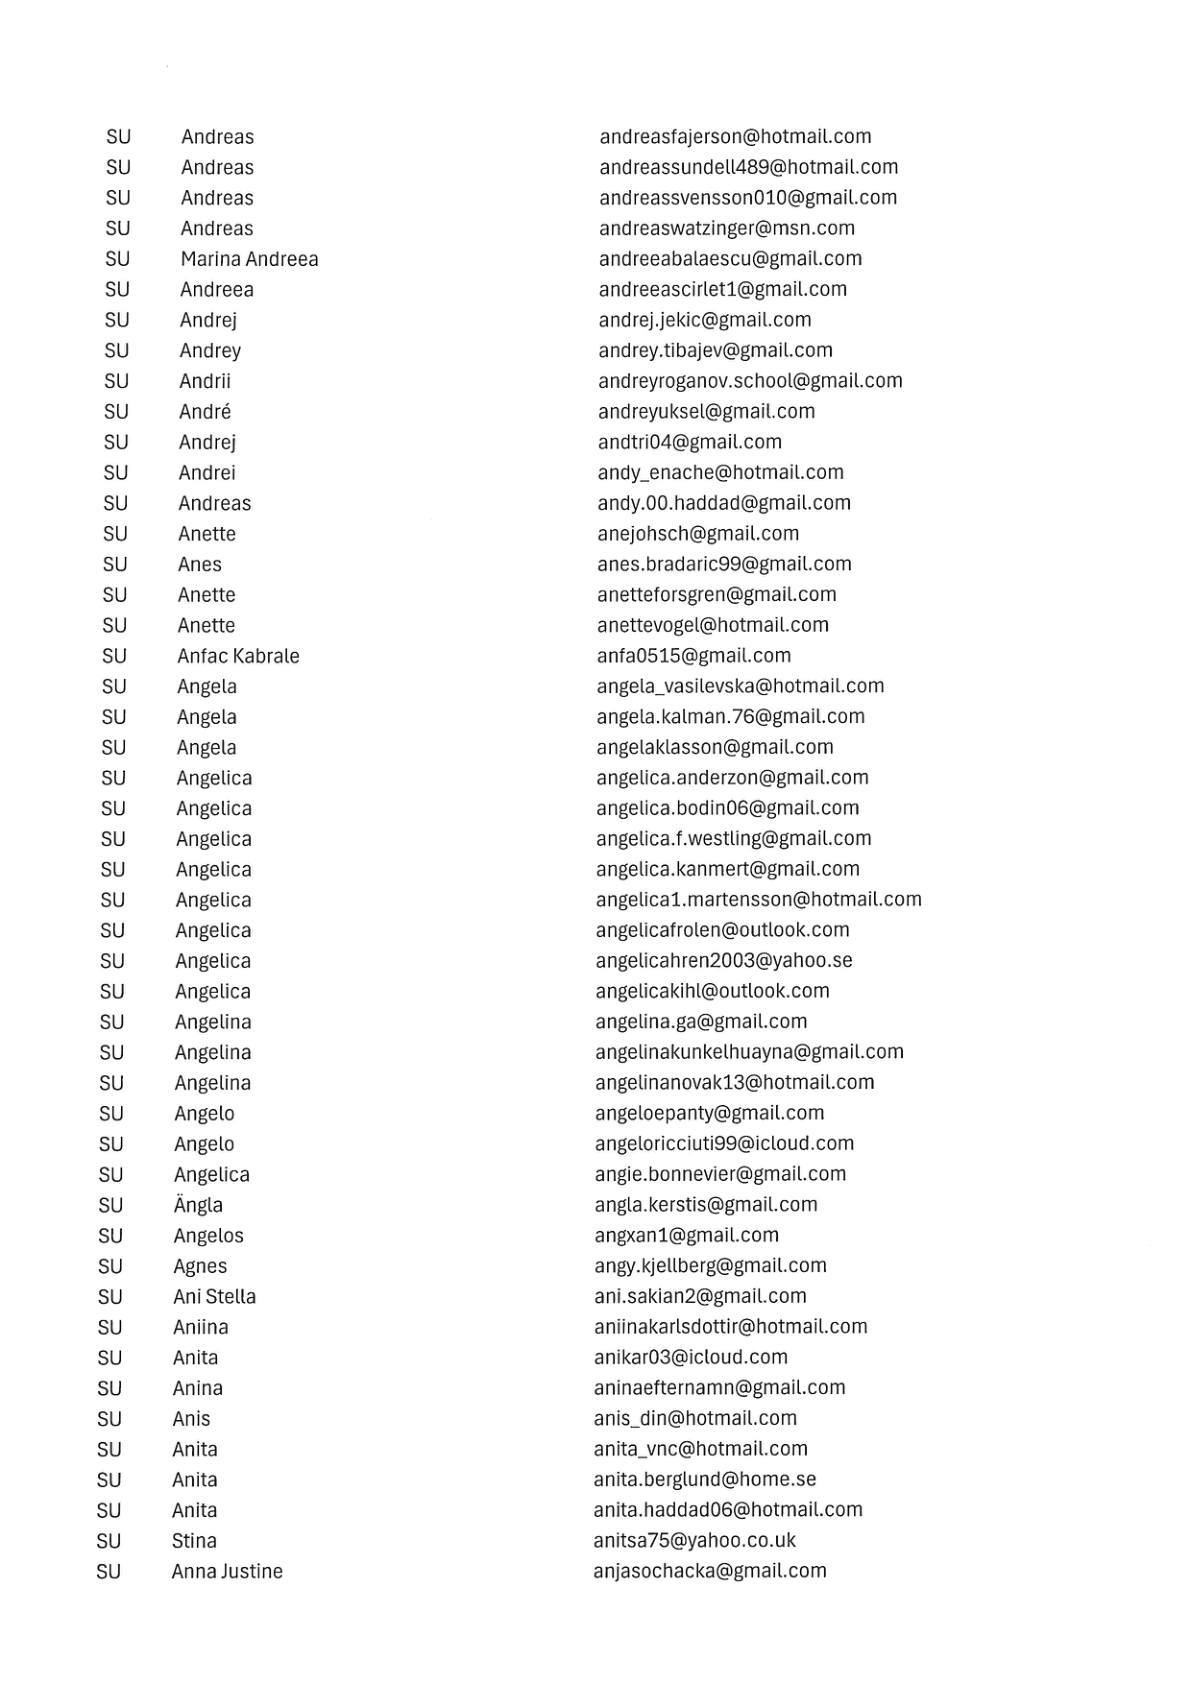 SU Andreas andreasfajerson@hotmail.com
SU Andreas andreassundell489@hotmail.com
SU Andreas andreassvensson010@gmail.com
SU Andreas andreaswatzinger@msn.com
SU Marina Andreea andreeabalaescu@gmail.com
SU Andreea andreeascirlet1@gmail.com
SU Andrej andrej.jekic@gmail.com
SU Andrey andrey.tibajev@gmail.com
SU Andrii andreyroganov.school@gmail.com
SU André andreyuksel@gmail.com
SU Andrej andtri04@gmail.com
SU Andrei andy_enache@hotmail.com
SU Andreas andy.00.haddad@gmail.com
SU Anette anejohsch@gmail.com
SU Anes anes.bradaric99@gmail.com
SU Anette anetteforsgren@gmail.com
SU Anette anettevogel@hotmail.com
SU Anfac Kabrale anfa0515@gmail.com
SU Angela angela_vasilevska@hotmail.com
SU Angela angela.kalman.76@gmail.com
SU Angela angelaklasson@gmail.com
SU Angelica angelica.anderzon@gmail.com
SU Angelica angelica.bodin06@gmail.com
SU Angelica angelica.f.westling@gmail.com
SU Angelica angelica.kanmert@gmail.com
SU Angelica angelica1.martensson@hotmail.com
SU Angelica angelicafrolen@outlook.com
SU Angelica angelicahren2003@yahoo.se
SU Angelica angelicakihl@outlook.com
SU Angelina angelina.ga@gmail.com
SU Angelina angelinakunkelhuayna@gmail.com
SU Angelina angelinanovak13@hotmail.com
SU Angelo angeloepanty@gmail.com
SU Angelo angeloricciuti99@icloud.com
SU Angelica angie.bonnevier@gmail.com
SU Ängla angla.kerstis@gmail.com
SU Angelos angxan1@gmail.com
SU Agnes angy.kjellberg@gmail.com
SU Ani Stella ani.sakian2@gmail.com
SU Aniina aniinakarlsdottir@hotmail.com
SU Anita anikar03@icloud.com
SU Anina aninaefternamn@gmail.com
SU Anis anis_din@hotmail.com
SU Anita anita_vnc@hotmail.com
SU Anita anita.berglund@home.se
SU Anita anita.haddad06@hotmail.com
SU Stina anitsa75@yahoo.co.uk
SU Anna Justine anjasochacka@gmail.com